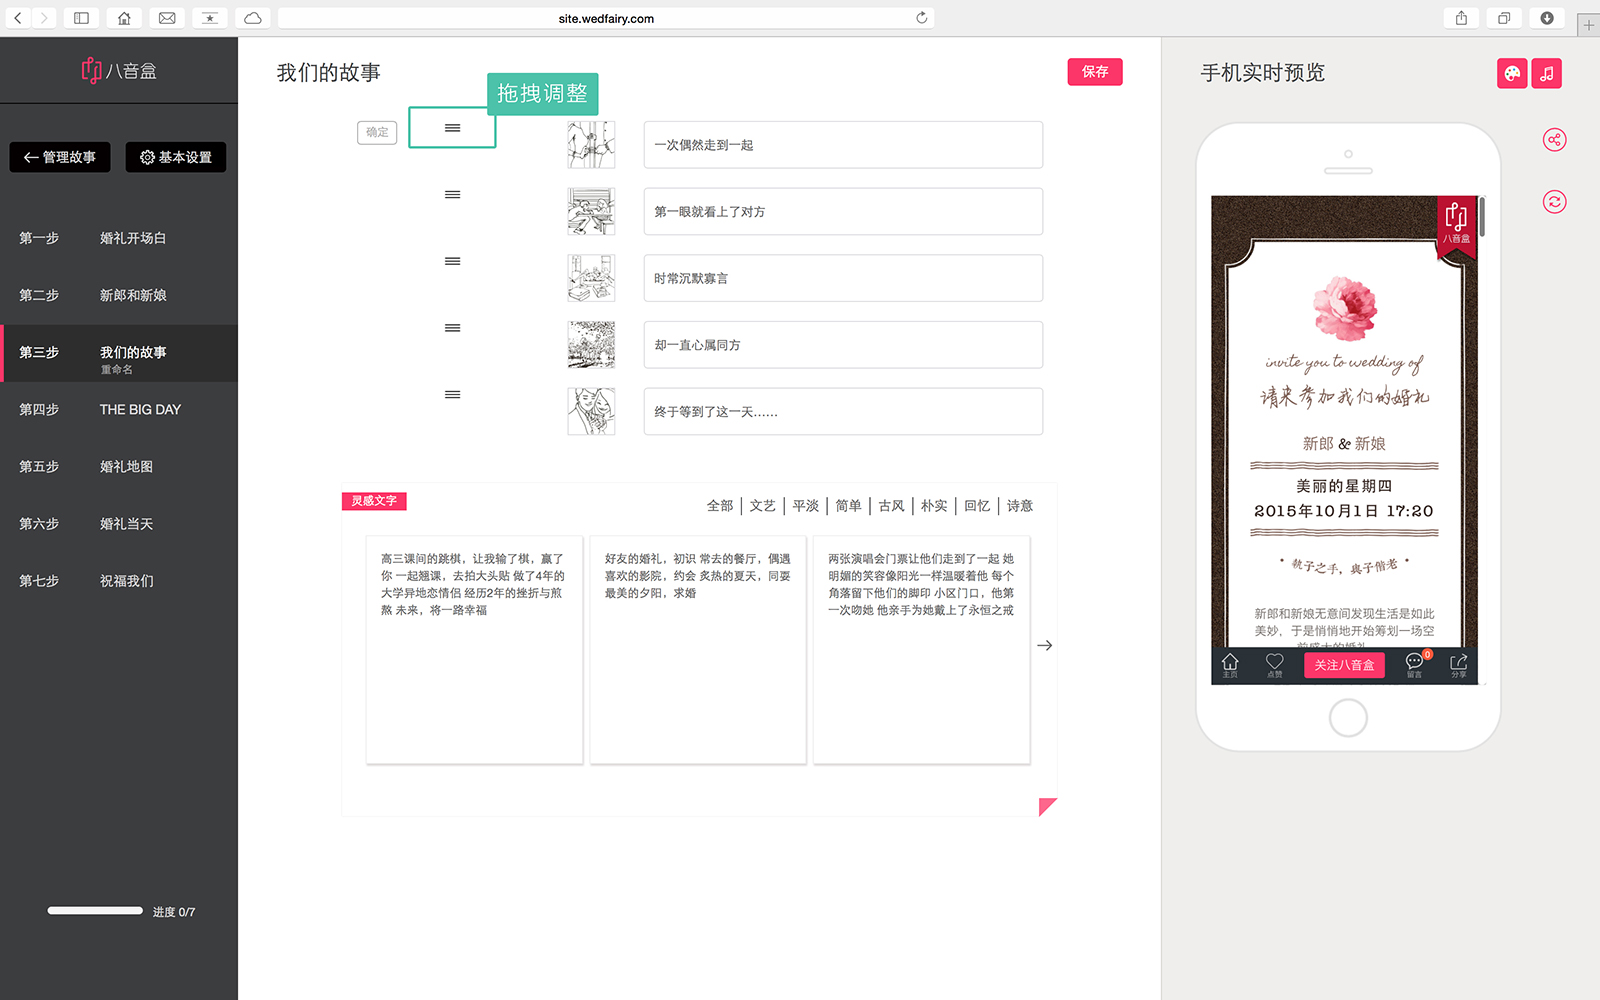 site.wedfairy.com
八音盒
管理故事
基本设置
第一步 婚礼开场白
第二步 新郎和新娘
第三步 我们的故事
重命名
第四步 THE BIG DAY
第五步 婚礼地图
第六步 婚礼当天
第七步 祝福我们
进度 0/7
我们的故事
保存
拖拽调整
确定
一次偶然走到一起
第一眼就看上了对方
时常沉默寡言
却一直心属同方
终于等到了这一天......
灵感文字
全部 | 文艺 | 平淡 | 简单 | 古风 | 朴实 | 回忆 | 诗意
高三课间的跳棋，让我输了棋，赢了
你 一起翘课，去拍大头贴 做了4年的
大学异地恋情侣 经历2年的挫折与煎
熬 未来，将一路幸福
好友的婚礼，初识 常去的餐厅，偶遇
喜欢的影院，约会 炙热的夏天，同耍
最美的夕阳，求婚
两张演唱会门票让他们走到了一起 她
明媚的笑容像阳光一样温暖着他 每个
角落留下他们的脚印 小区门口，他第
一次吻她 他亲手为她戴上了永恒之戒
手机实时预览
八音盒
invite you to wedding of
请来参加我们的婚礼
新郎 & 新娘
美丽的星期四
2015年10月1日 17:20
执子之手，与子偕老
新郎和新娘无意间发现生活是如此
美妙，于是悄悄地开始筹划一场空
前盛大的婚礼
主页
点赞
关注八音盒
0
留言
分享